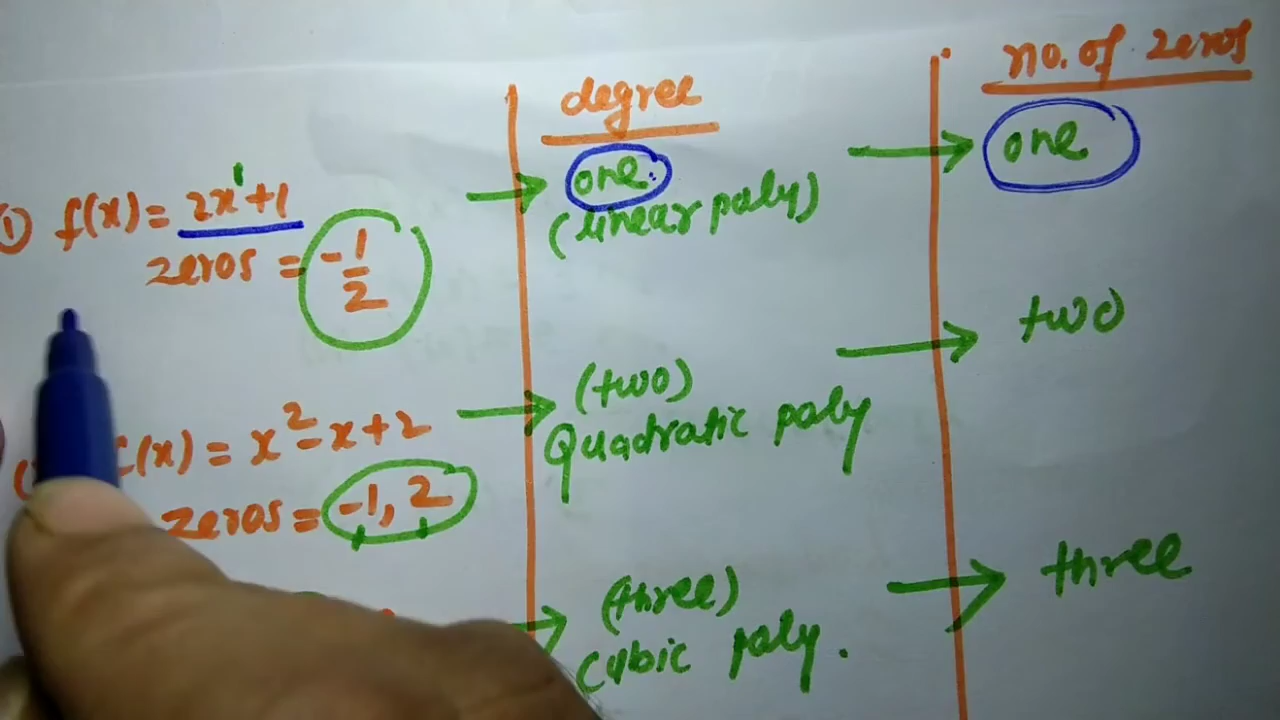 degree
no. of zeros
(1) f(x) = 2x¹+1
zeros = -1/2
one
(linear poly)
one
f(x) = x²-x+2
zeros = -1, 2
(two)
Quadratic poly
two
(three)
Cubic poly.
three